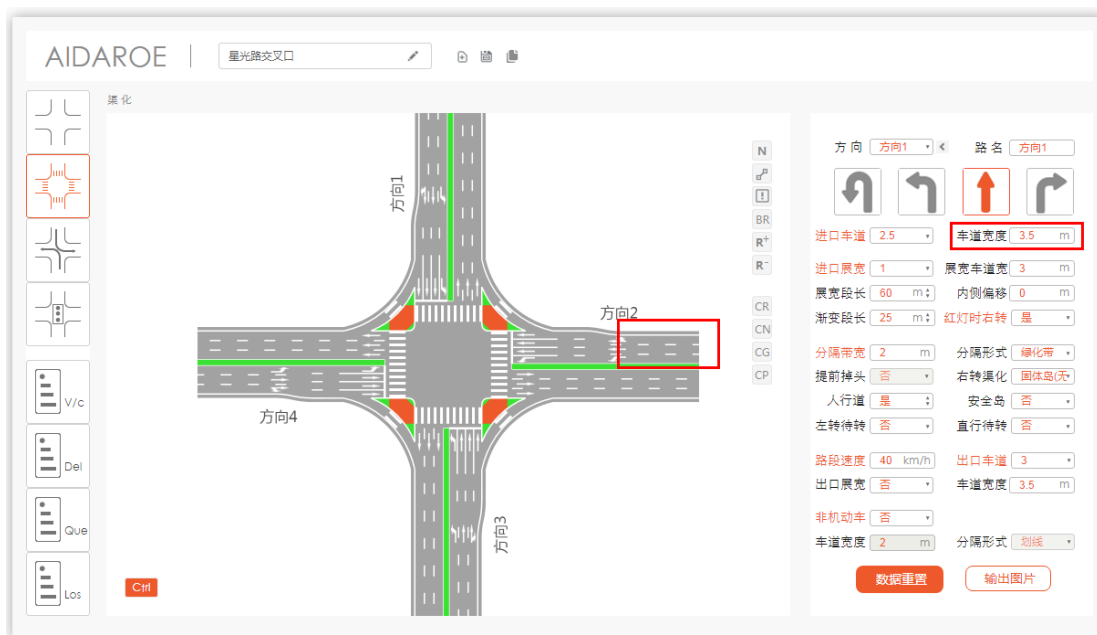 AIDAROE
星光路交叉口
渠化
方向 方向1 路名 方向1
进口车道 2.5 车道宽度 3.5 m
进口展宽 1 展宽车道宽 3 m
展宽段长 60 m 内侧偏移 0 m
渐变段长 25 m 红灯时右转 是
分隔带宽 2 m 分隔形式 绿化带
提前掉头 否 右转渠化 固体岛(无
人行道 是 安全岛 否
左转待转 否 直行待转 否
路段速度 40 km/h 出口车道 3
出口展宽 否 车道宽度 3.5 m
非机动车 否
车道宽度 2 m 分隔形式 划线
数据重置 输出图片
方向1
方向2
方向3
方向4
N
BR
R+
R-
CR
CN
CG
CP
V/c
Del
Que
Los
Ctrl